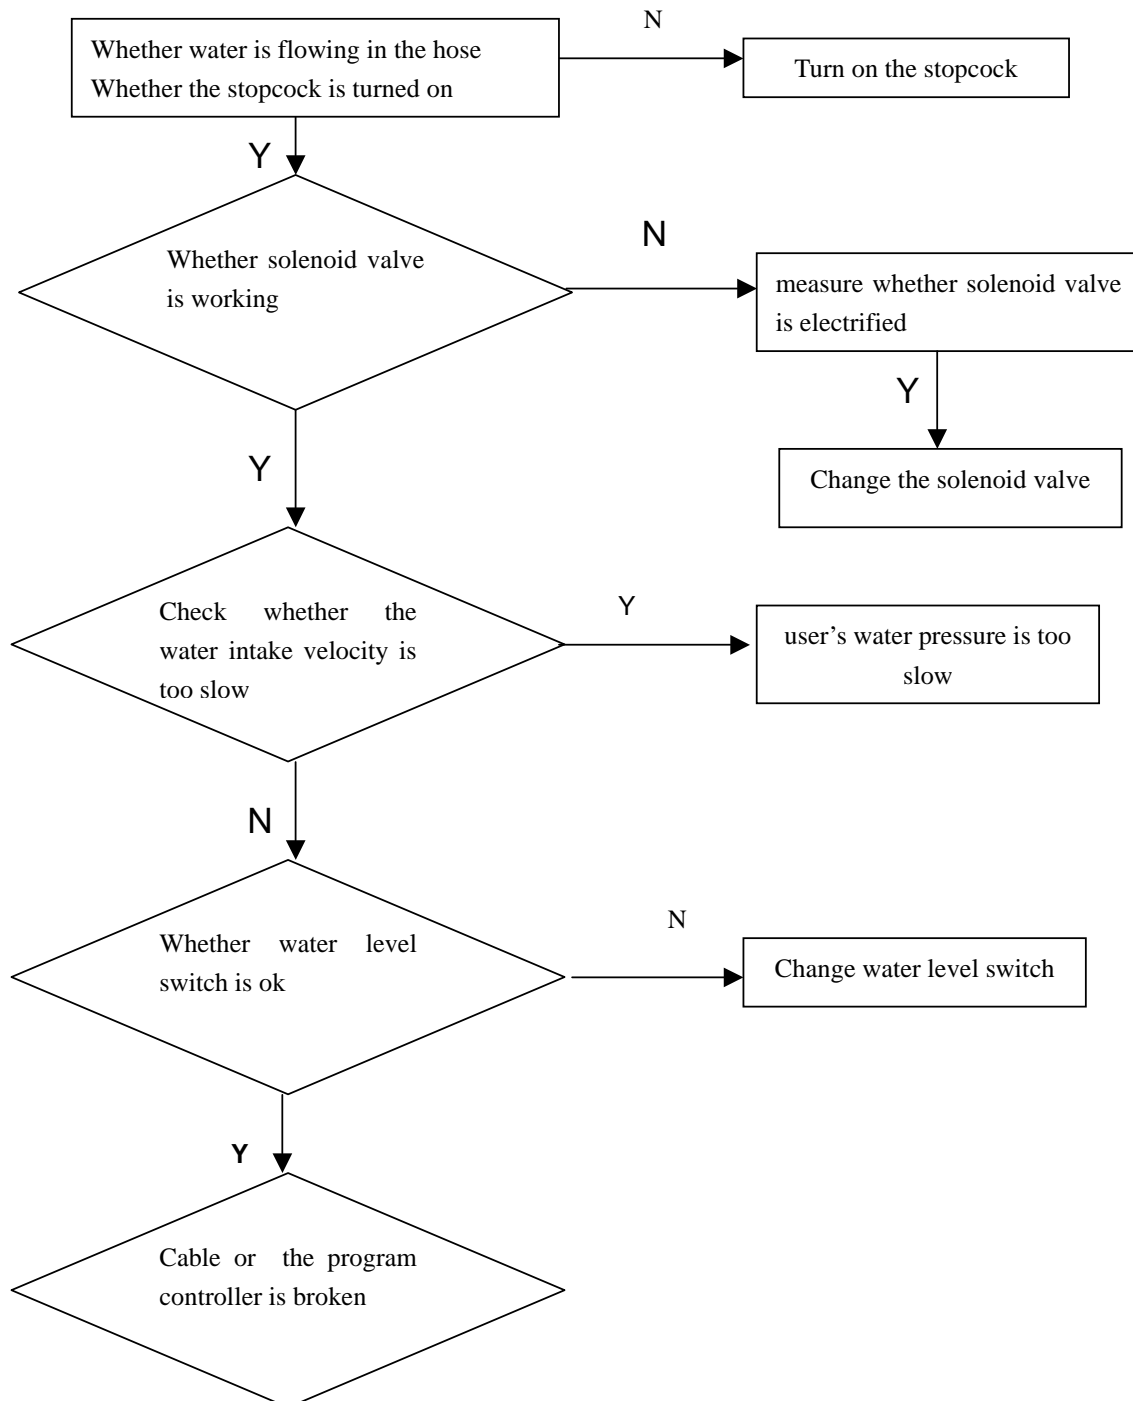 Whether water is flowing in the hose
Whether the stopcock is turned on
N
Turn on the stopcock
Y
Whether solenoid valve
is working
N
measure whether solenoid valve
is electrified
Y
Change the solenoid valve
Y
Check whether the
water intake velocity is
too slow
Y
user’s water pressure is too
slow
N
Whether water level
switch is ok
N
Change water level switch
Y
Cable or the program
controller is broken